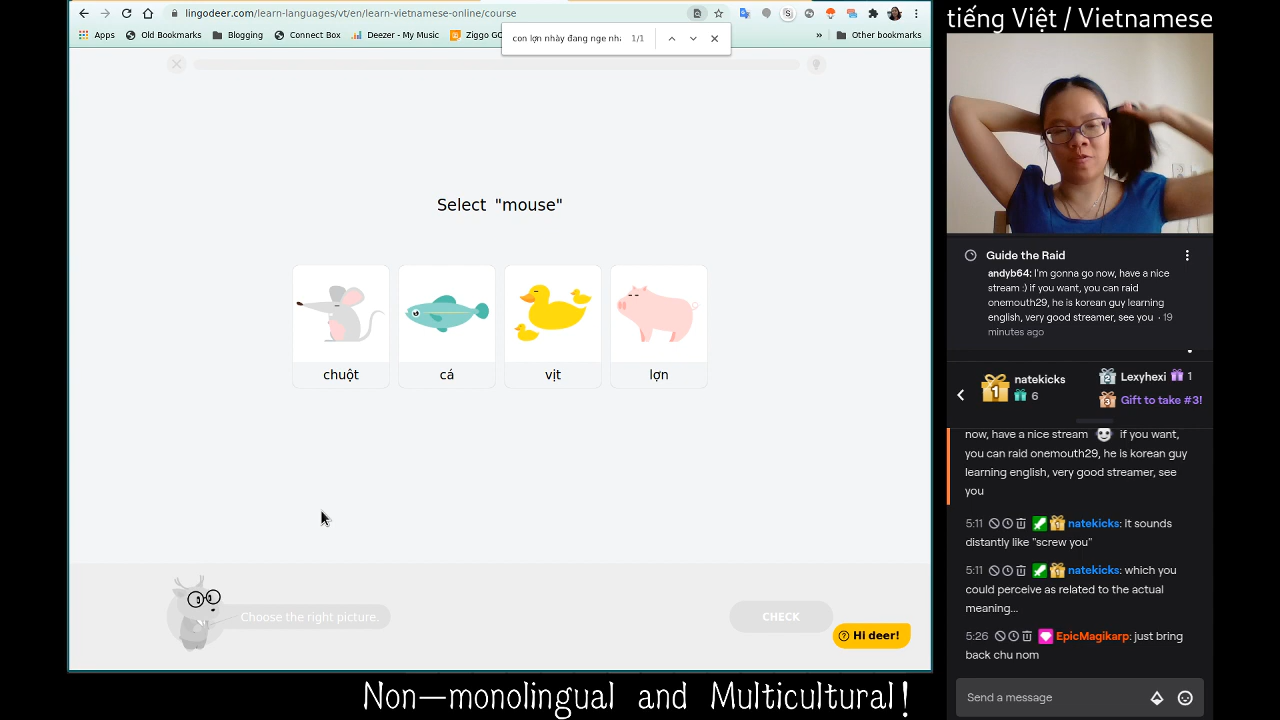 lingodeer.com/learn-languages/vt/en/learn-vietnamese-online/course
Apps
Old Bookmarks
Blogging
Connect Box
Deezer - My Music
Ziggo GO
con lợn nhảy đang nge nhạ
1/1
»
Other bookmarks
Select "mouse"
chuột
cá
vịt
lợn
Choose the right picture.
CHECK
Hi deer!
Non-monolingual and Multicultural!
tiếng Việt / Vietnamese
Guide the Raid
andyb64: I'm gonna go now, have a nice
stream :) if you want, you can raid
onemouth29, he is korean guy learning
english, very good streamer, see you · 19
minutes ago
1
natekicks
6
2
Lexyhexi 1
3
Gift to take #3!
now, have a nice stream if you want,
you can raid onemouth29, he is korean guy
learning english, very good streamer, see
you
5:11 natekicks: it sounds
distantly like "screw you"
5:11 natekicks: which you
could perceive as related to the actual
meaning...
5:26 EpicMagikarp: just bring
back chu nom
Send a message